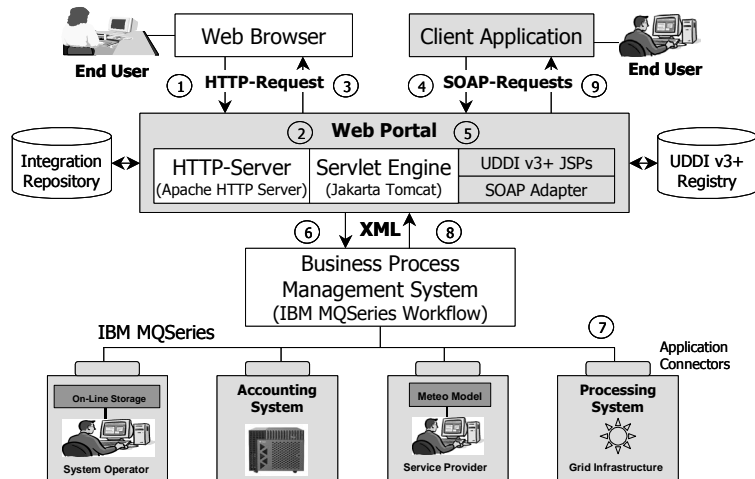 Web Browser
Client Application
End User
End User
1
HTTP-Request
3
4
SOAP-Requests
9
2
Web Portal
5
Integration
Repository
HTTP-Server
(Apache HTTP Server)
Servlet Engine
(Jakarta Tomcat)
UDDI v3+ JSPs
SOAP Adapter
UDDI v3+
Registry
6
XML
8
Business Process
Management System
(IBM MQSeries Workflow)
IBM MQSeries
7
Application
Connectors
On-Line Storage
System Operator
Accounting
System
Meteo Model
Service Provider
Processing
System
Grid Infrastructure